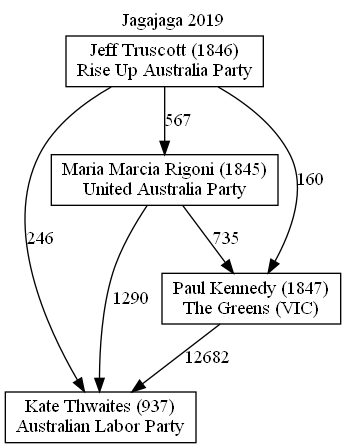 Jagajaga 2019
Jeff Truscott (1846)
Rise Up Australia Party
567
Maria Marcia Rigoni (1845)
United Australia Party
160
246
1290
735
Paul Kennedy (1847)
The Greens (VIC)
12682
Kate Thwaites (937)
Australian Labor Party